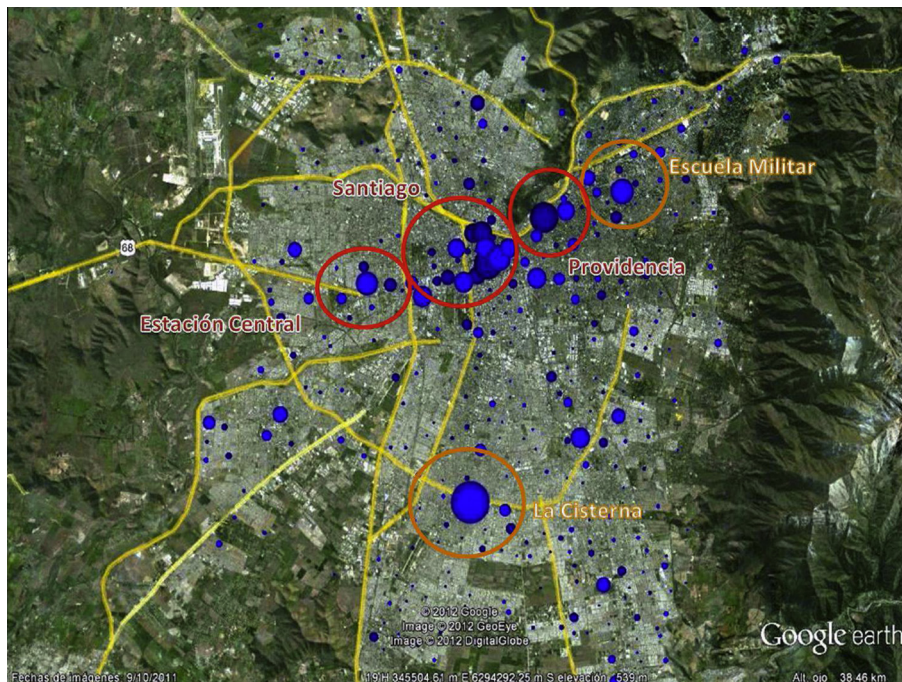 Escuela Militar
Santiago
68
Providencia
Estación Central
La Cisterna
© 2012 Google
Image © 2012 GeoEye
Image © 2012 DigitalGlobe
Google earth
Fechas de imágenes 9/10/2011
19 H 345504.61 m E 6294292.25 m S elevación 539 m
Alt. ojo 38.46 km